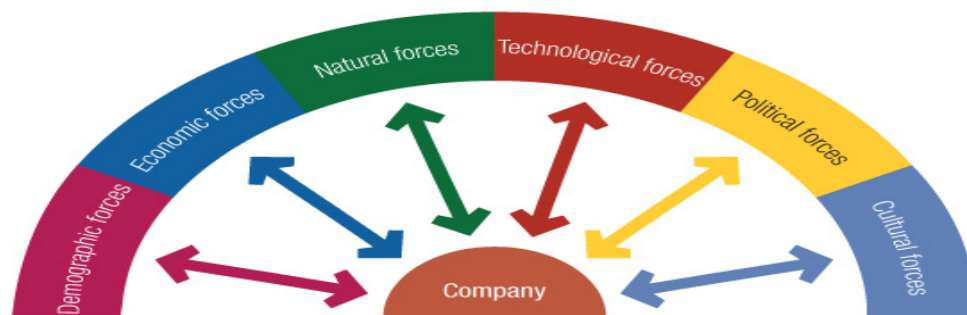 Demographic forces
Economic forces
Natural forces
Technological forces
Political forces
Cultural forces
Company